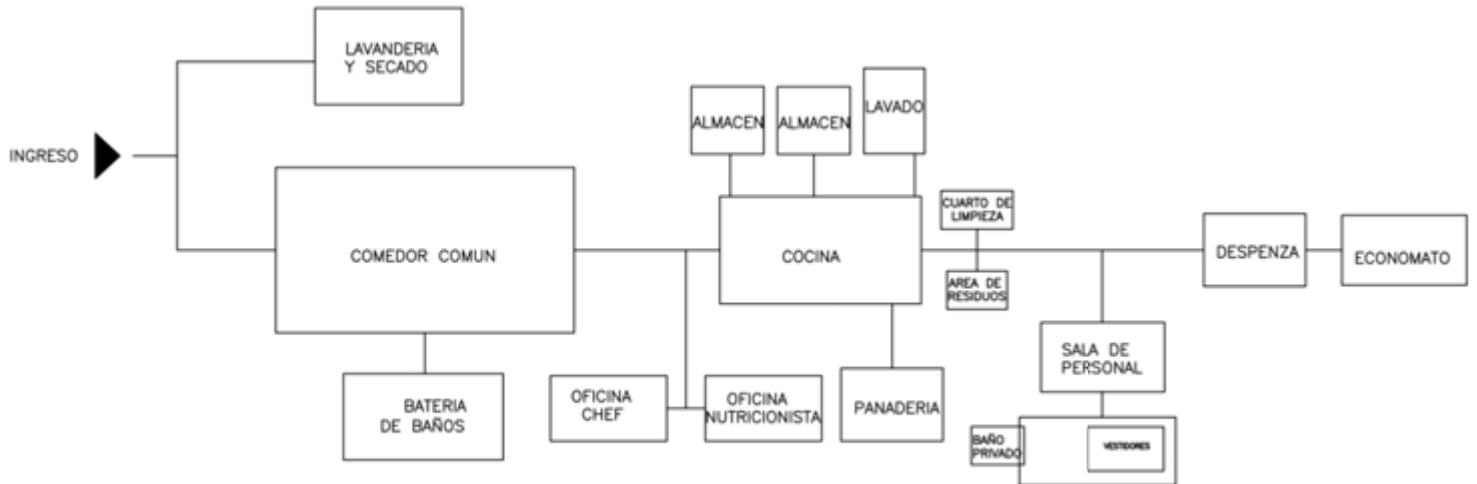 LAVANDERIA
Y SECADO
INGRESO
ALMACEN
ALMACEN
LAVADO
COMEDOR COMUN
COCINA
CUARTO DE
LIMPIEZA
AREA DE
RESIDUOS
DESPENZA
ECONOMATO
BATERIA
DE BAÑOS
OFICINA
CHEF
OFICINA
NUTRICIONISTA
PANADERIA
SALA DE
PERSONAL
BAÑO
PRIVADO
VESTIDORES